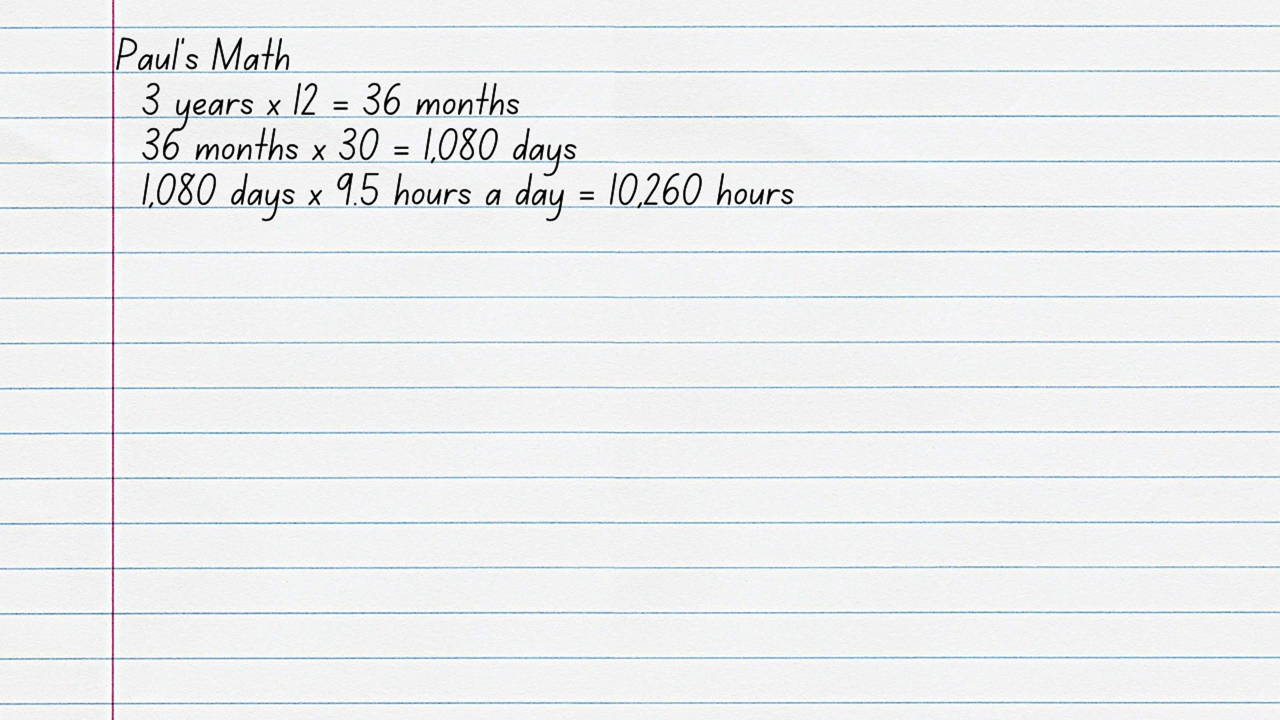 Paul's Math
3 years x 12 = 36 months
36 months x 30 = 1,080 days
1,080 days x 9.5 hours a day = 10,260 hours